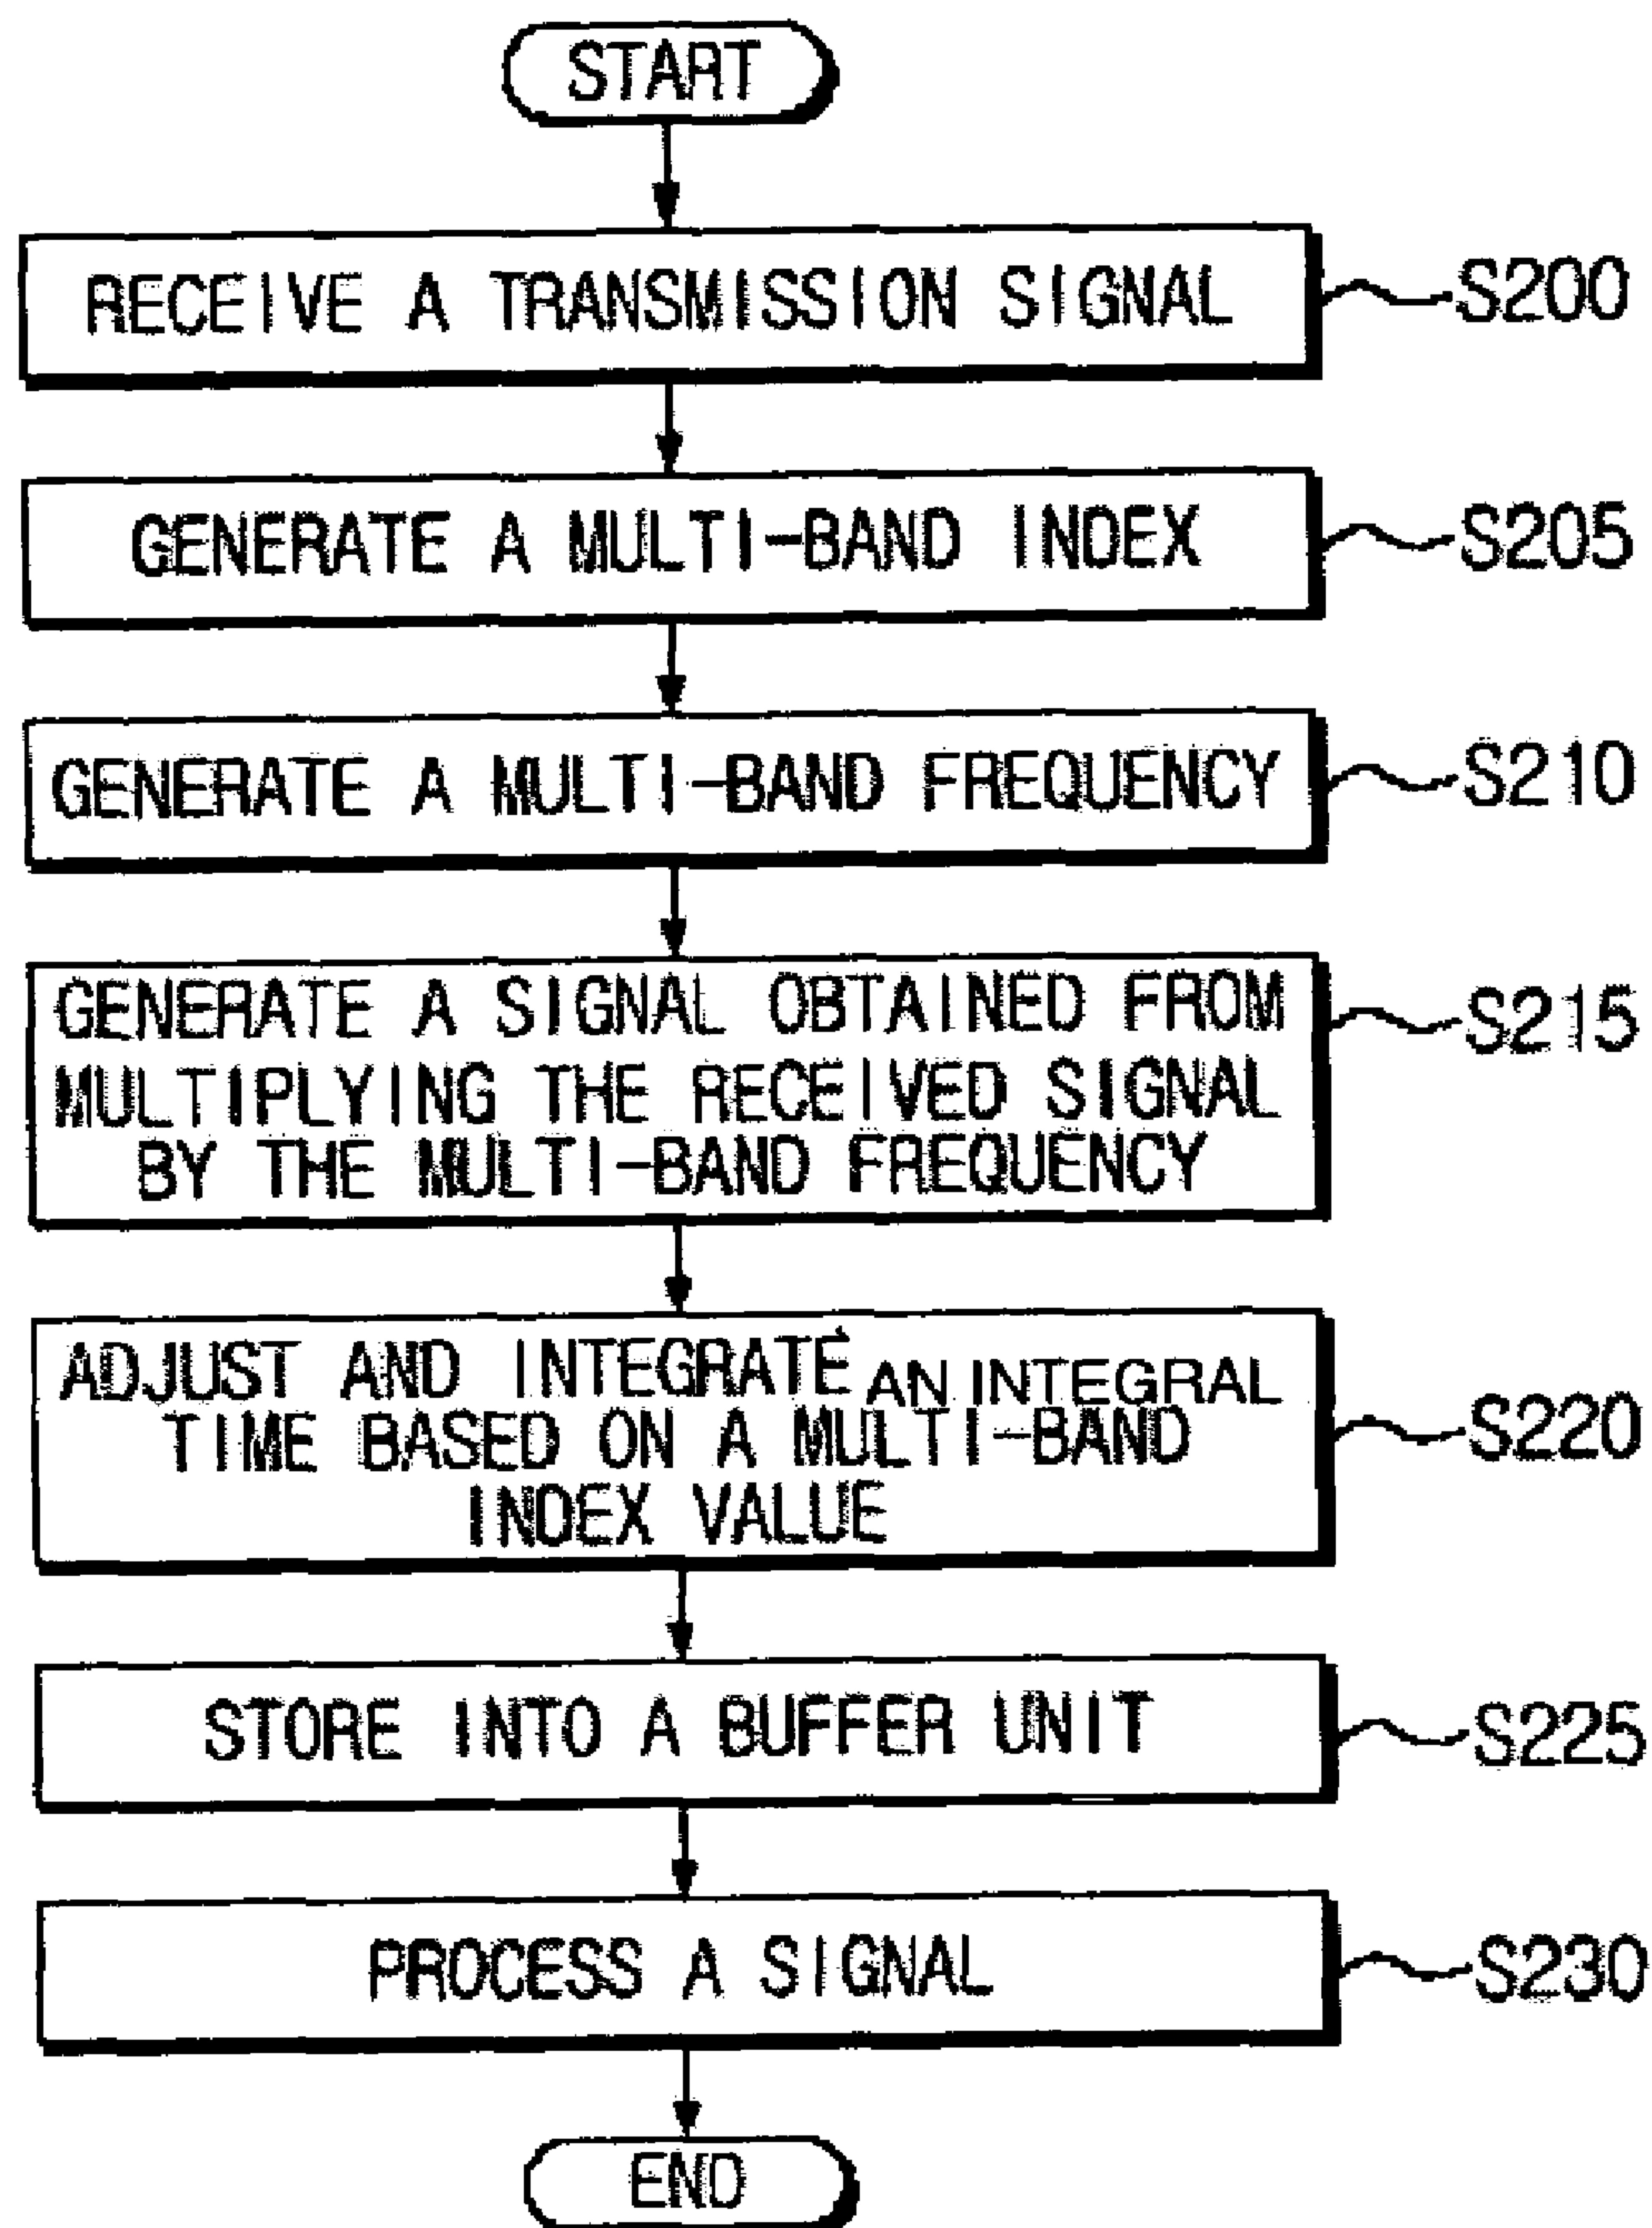 START
RECEIVE A TRANSMISSION SIGNAL
S200
GENERATE A MULTI-BAND INDEX
S205
GENERATE A MULTI-BAND FREQUENCY
S210
GENERATE A SIGNAL OBTAINED FROM
MULTIPLYING THE RECEIVED SIGNAL
BY THE MULTI-BAND FREQUENCY
S215
ADJUST AND INTEGRATE AN INTEGRAL
TIME BASED ON A MULTI-BAND
INDEX VALUE
S220
STORE INTO A BUFFER UNIT
S225
PROCESS A SIGNAL
S230
END